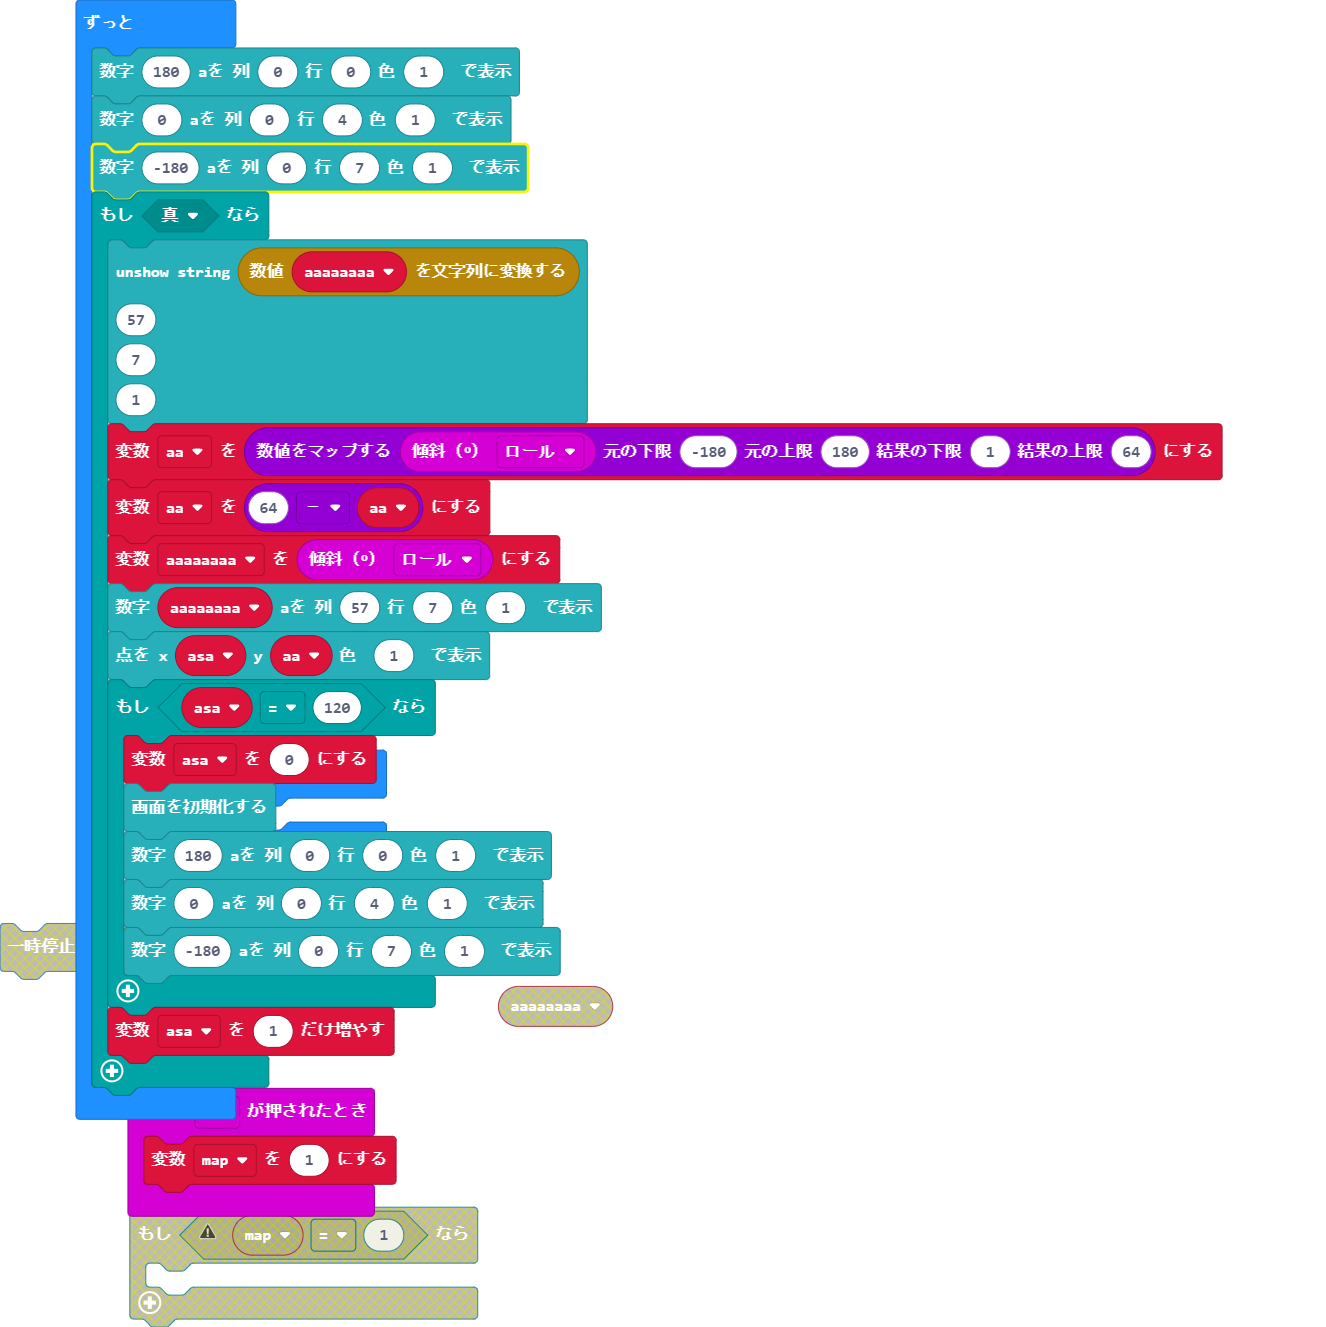 ずっと
数字 180 aを 列 0 行 0 色 1 で表示
数字 0 aを 列 0 行 4 色 1 で表示
数字 -180 aを 列 0 行 7 色 1 で表示
もし 真 なら
unshow string 数値 aaaaaaaa を文字列に変換する
57
7
1
変数 aa を 数値をマップする 傾斜 (º) ロール 元の下限 -180 元の上限 180 結果の下限 1 結果の上限 64 にする
変数 aa を 64 − aa にする
変数 aaaaaaaa を 傾斜 (º) ロール にする
数字 aaaaaaaa aを 列 57 行 7 色 1 で表示
点を x asa y aa 色 1 で表示
もし asa = 120 なら
変数 asa を 0 にする
画面を初期化する
数字 180 aを 列 0 行 0 色 1 で表示
数字 0 aを 列 0 行 4 色 1 で表示
一時停止
数字 -180 aを 列 0 行 7 色 1 で表示
aaaaaaaa
変数 asa を 1 だけ増やす
が押されたとき
変数 map を 1 にする
もし map = 1 なら